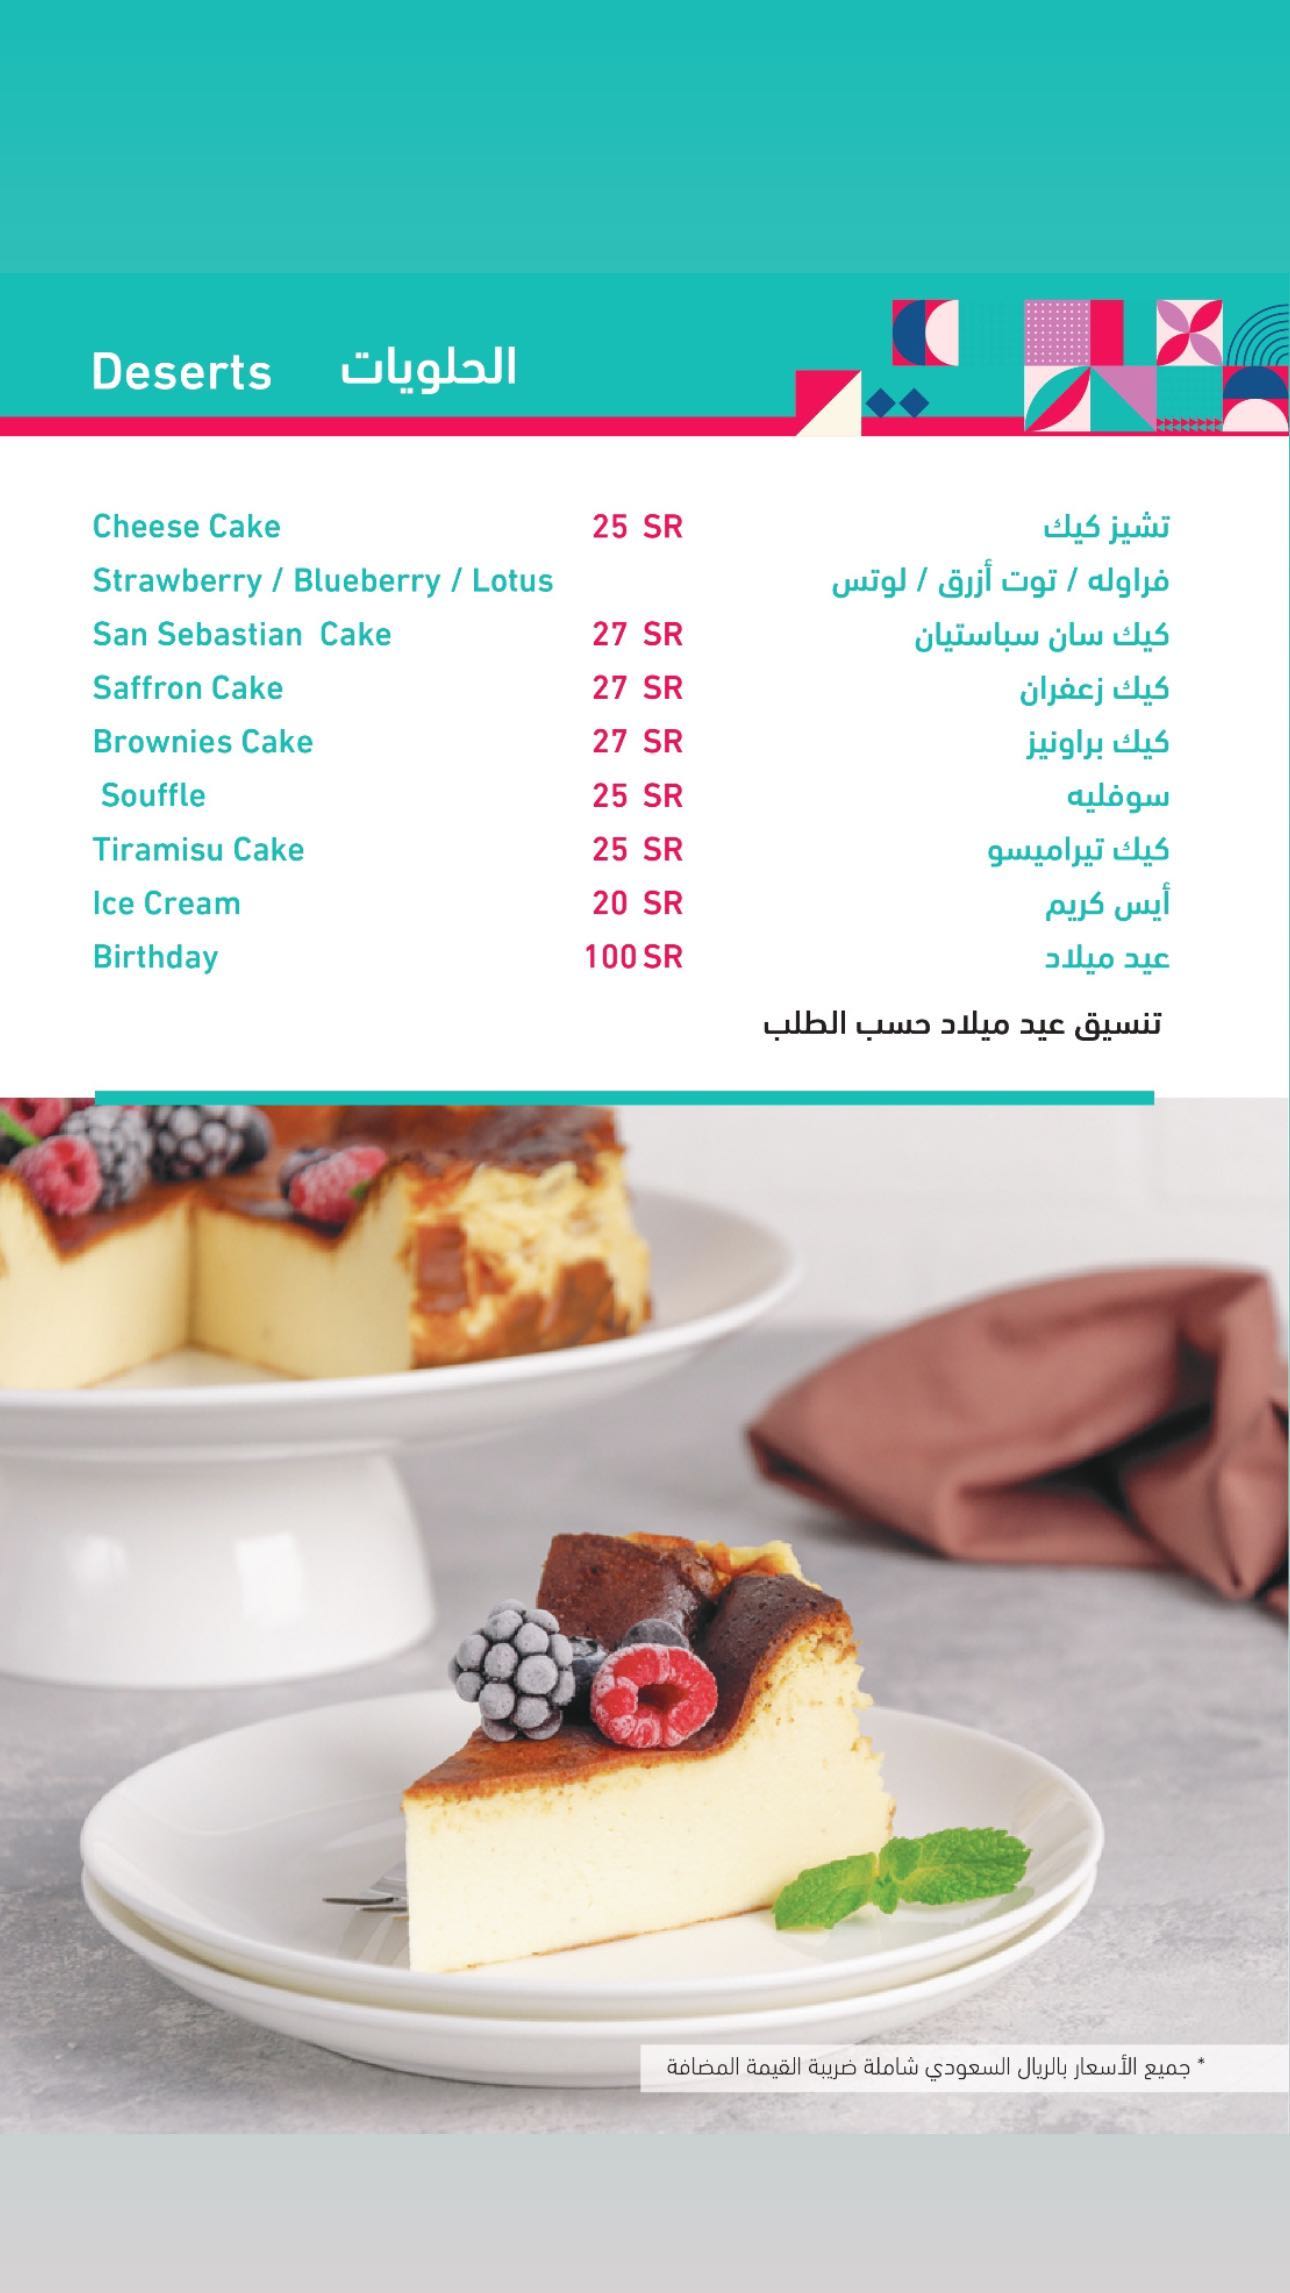 Deserts الحلويات
Cheese Cake 25 SR تشيز كيك
Strawberry / Blueberry / Lotus فراوله / توت أزرق / لوتس
San Sebastian Cake 27 SR كيك سان سباستيان
Saffron Cake 27 SR كيك زعفران
Brownies Cake 27 SR كيك براونيز
Souffle 25 SR سوفليه
Tiramisu Cake 25 SR كيك تيراميسو
Ice Cream 20 SR أيس كريم
Birthday 100 SR عيد ميلاد
تنسيق عيد ميلاد حسب الطلب
* جميع الأسعار بالريال السعودي شاملة ضريبة القيمة المضافة